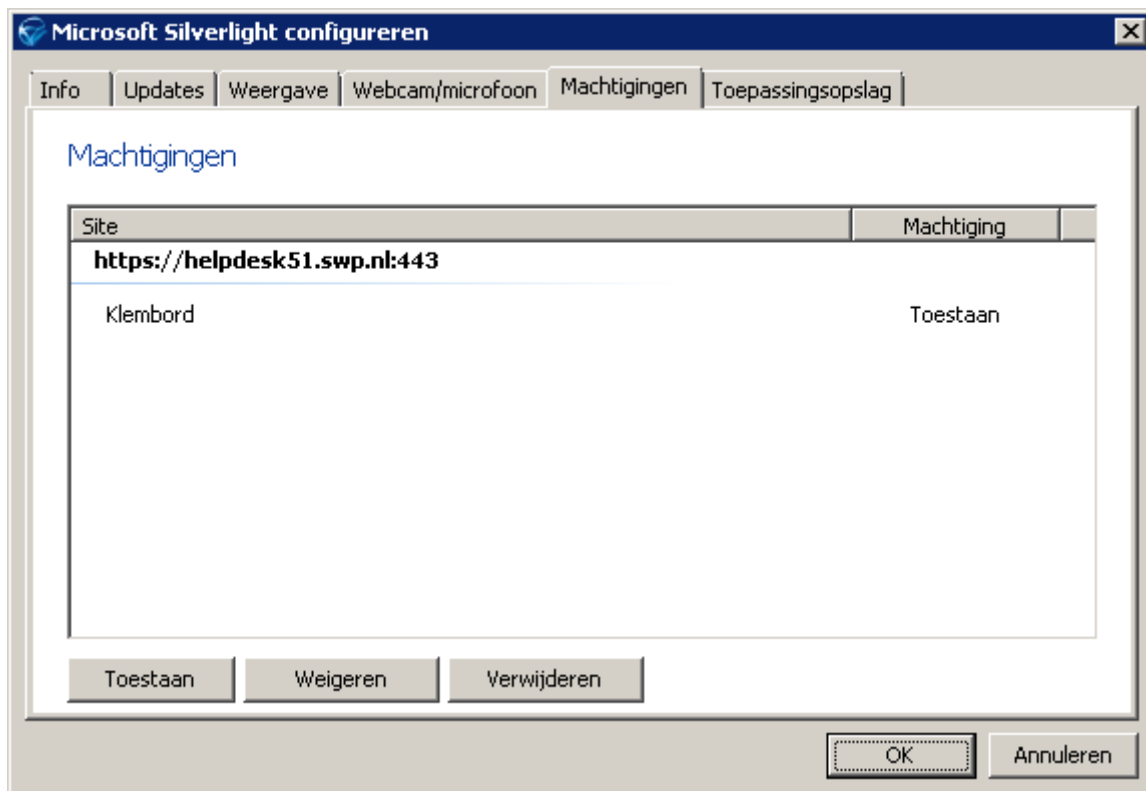 Microsoft Silverlight configureren
Info Updates Weergave Webcam/microfoon Machtigingen Toepassingsopslag
Machtigingen
Site Machtiging
https://helpdesk51.swp.nl:443
Klembord Toestaan
Toestaan Weigeren Verwijderen
OK Annuleren